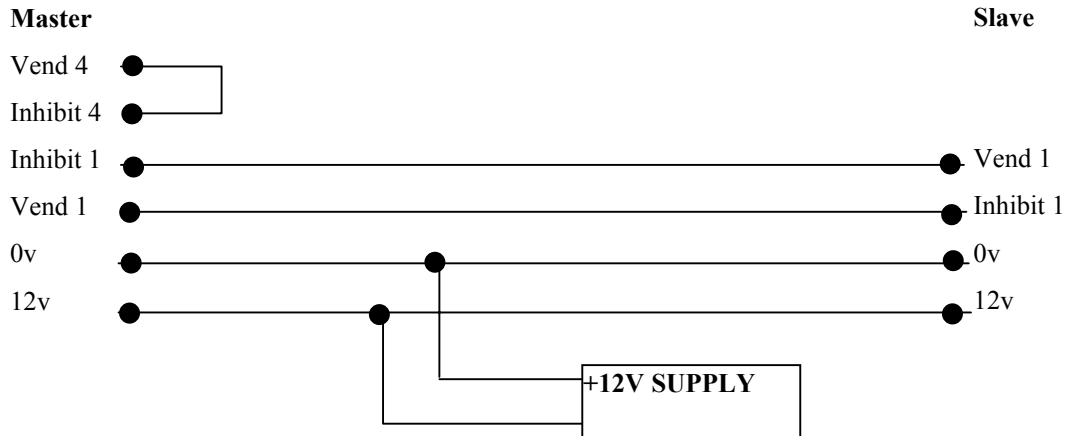 Master
Slave
Vend 4
Inhibit 4
Inhibit 1
Vend 1
Vend 1
Inhibit 1
0v
0v
12v
12v
+12V SUPPLY